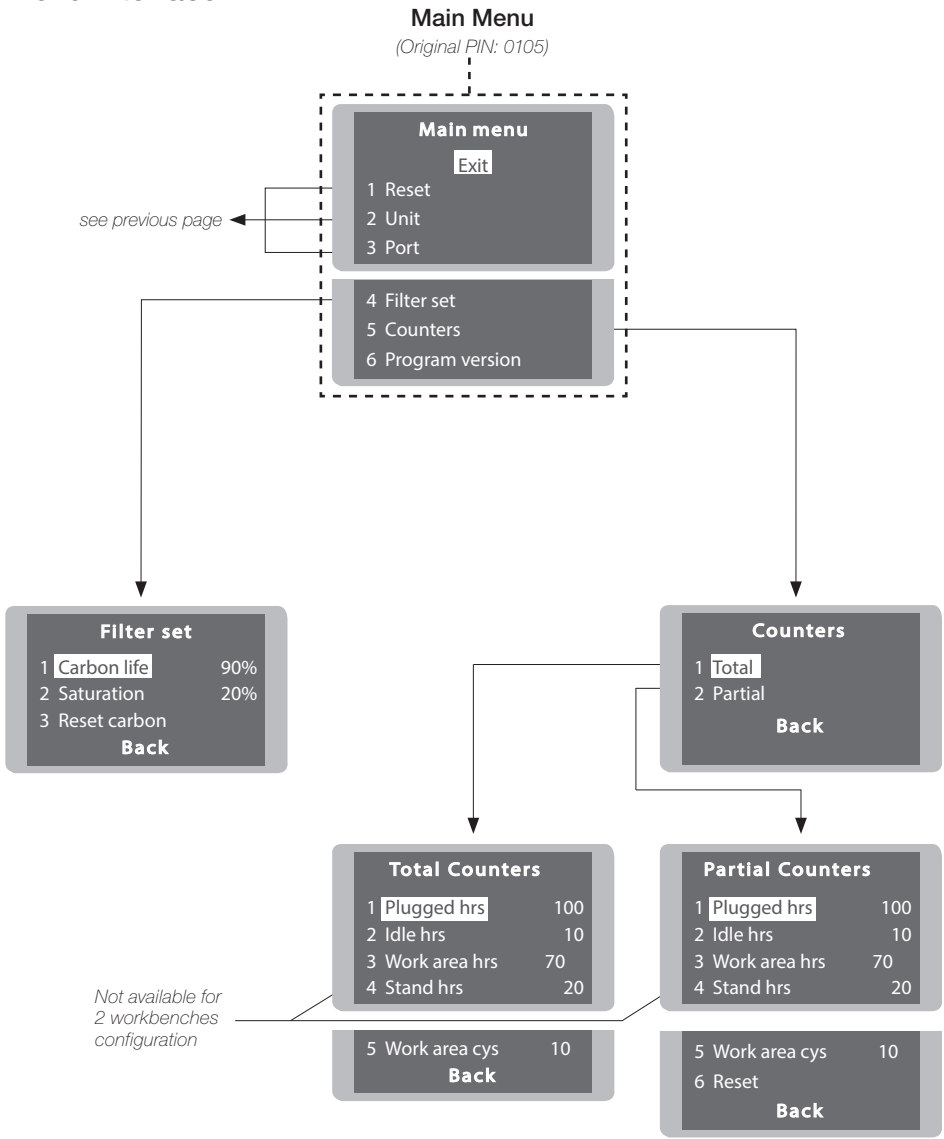 Main Menu
(Original PIN: 0105)
Main menu
Exit
1 Reset
2 Unit
3 Port
see previous page
4 Filter set
5 Counters
6 Program version
Filter set
1 Carbon life 90%
2 Saturation 20%
3 Reset carbon
Back
Counters
1 Total
2 Partial
Back
Total Counters
1 Plugged hrs 100
2 Idle hrs 10
3 Work area hrs 70
4 Stand hrs 20
5 Work area cys 10
Back
Partial Counters
1 Plugged hrs 100
2 Idle hrs 10
3 Work area hrs 70
4 Stand hrs 20
5 Work area cys 10
6 Reset
Back
Not available for
2 workbenches
configuration